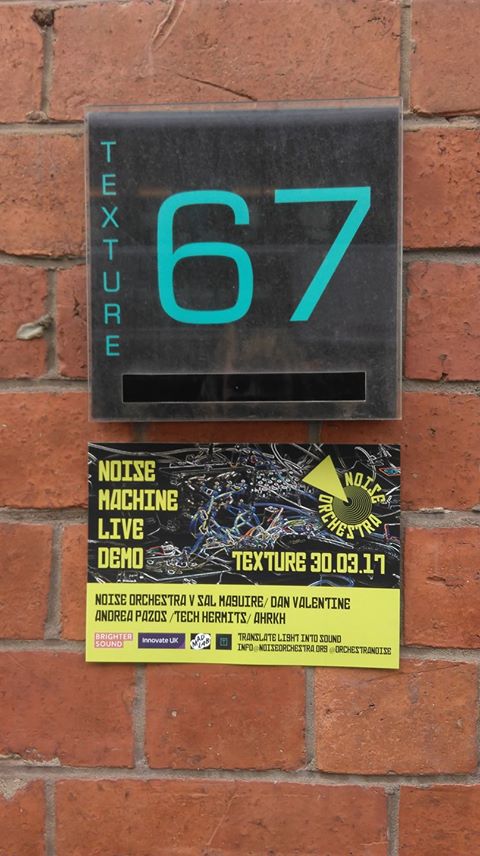 TEXTURE
67
NOISE
MACHINE
LIVE
DEMO
NOISE
ORCHESTRA
TEXTURE 30.03.17
NOISE ORCHESTRA V SAL MAGUIRE/ DAN VALENTINE
ANDREA PAZOS /TECH HERMITS/ AHRKH
BRIGHTER
SOUND
Innovate UK
TRANSLATE LIGHT INTO SOUND
INFO@NOISEORCHESTRA.ORG @ORCHESTRANOISE